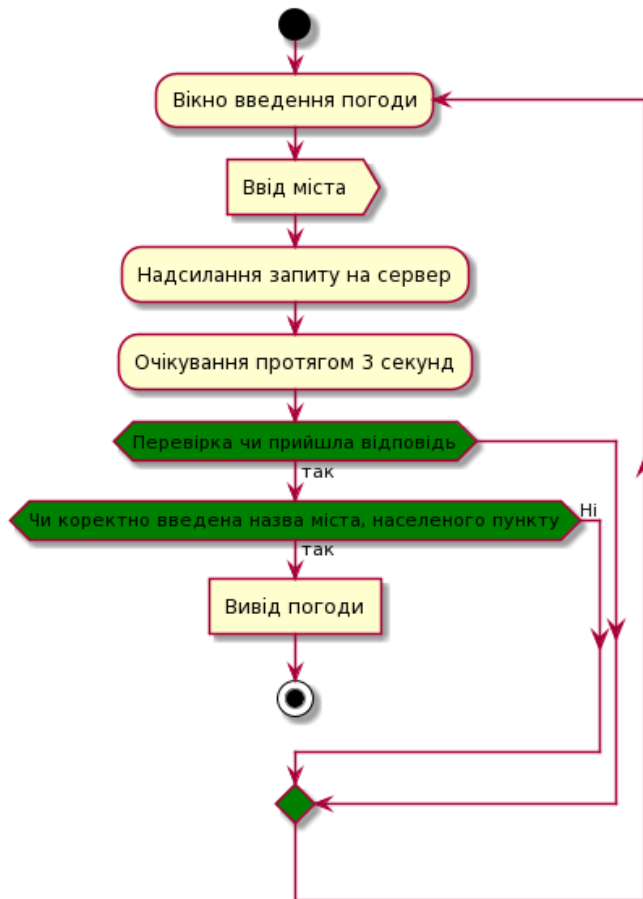 Вікно введення погоди
Ввід міста
Надсилання запиту на сервер
Очікування протягом 3 секунд
Перевірка чи прийшла відповідь
так
Чи коректно введена назва міста, населеного пункту
Ні
так
Вивід погоди